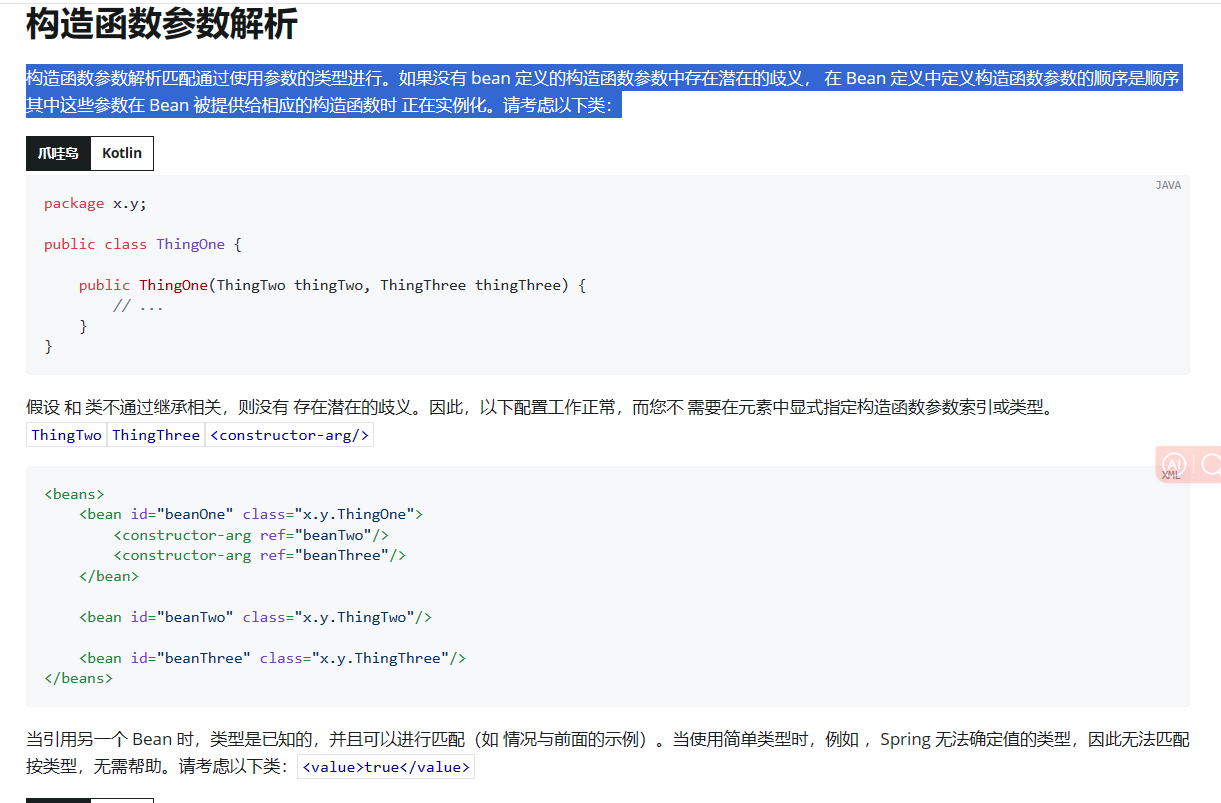 构造函数参数解析
构造函数参数解析匹配通过使用参数的类型进行。如果没有 bean 定义的构造函数参数中存在潜在的歧义， 在 Bean 定义中定义构造函数参数的顺序是顺序
其中这些参数在 Bean 被提供给相应的构造函数时 正在实例化。请考虑以下类：
爪哇岛 Kotlin
JAVA
package x.y;
public class ThingOne {
public ThingOne(ThingTwo thingTwo, ThingThree thingThree) {
// ...
}
}
假设 和 类不通过继承相关，则没有 存在潜在的歧义。因此，以下配置工作正常，而您不 需要在元素中显式指定构造函数参数索引或类型。
ThingTwo ThingThree <constructor-arg/>
AI
XML
<beans>
<bean id="beanOne" class="x.y.ThingOne">
<constructor-arg ref="beanTwo"/>
<constructor-arg ref="beanThree"/>
</bean>
<bean id="beanTwo" class="x.y.ThingTwo"/>
<bean id="beanThree" class="x.y.ThingThree"/>
</beans>
当引用另一个 Bean 时，类型是已知的，并且可以进行匹配（如 情况与前面的示例）。当使用简单类型时，例如 ，Spring 无法确定值的类型，因此无法匹配
按类型，无需帮助。请考虑以下类： <value>true</value>